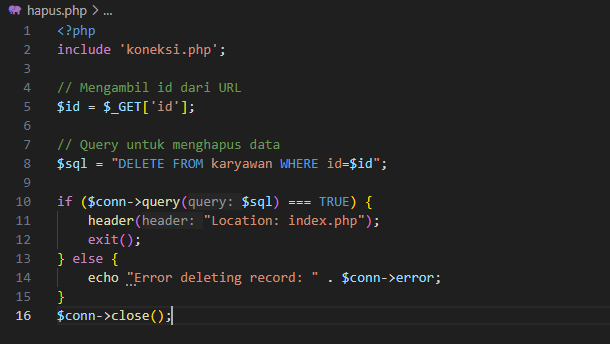 hapus.php > ...
1 <?php
2 include 'koneksi.php';
3
4 // Mengambil id dari URL
5 $id = $_GET['id'];
6
7 // Query untuk menghapus data
8 $sql = "DELETE FROM karyawan WHERE id=$id";
9
10 if ($conn->query(query: $sql) === TRUE) {
11 header(header: "Location: index.php");
12 exit();
13 } else {
14 echo "Error deleting record: " . $conn->error;
15 }
16 $conn->close();